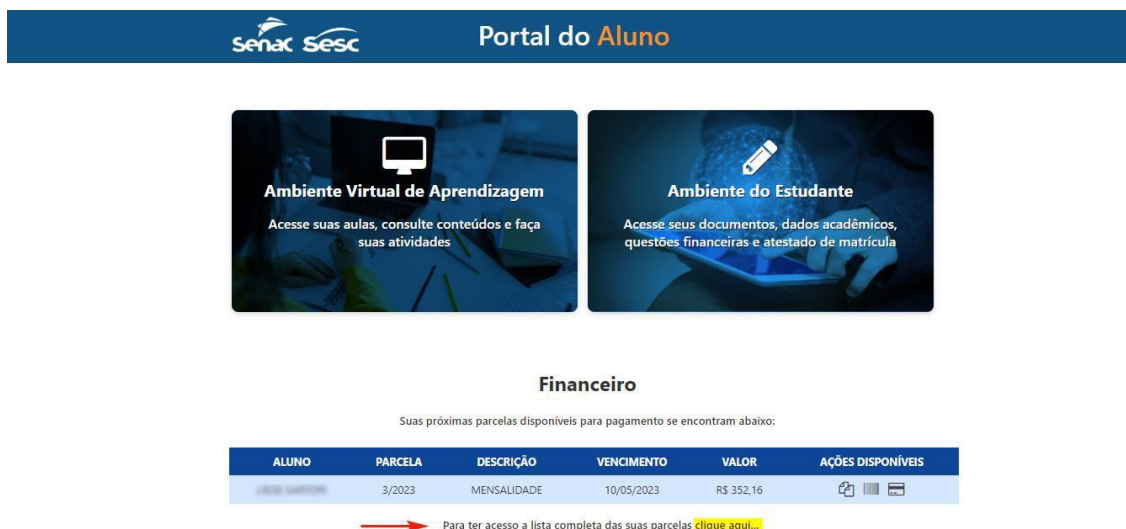 Senac Sesc
Portal do Aluno
Ambiente Virtual de Aprendizagem
Acesse suas aulas, consulte conteúdos e faça
suas atividades
Ambiente do Estudante
Acesse seus documentos, dados acadêmicos,
questões financeiras e atestado de matrícula
Financeiro
Suas próximas parcelas disponíveis para pagamento se encontram abaixo:
ALUNO PARCELA DESCRIÇÃO VENCIMENTO VALOR AÇÕES DISPONÍVEIS
3/2023 MENSALIDADE 10/05/2023 R$ 352,16
Para ter acesso a lista completa das suas parcelas clique aqui...